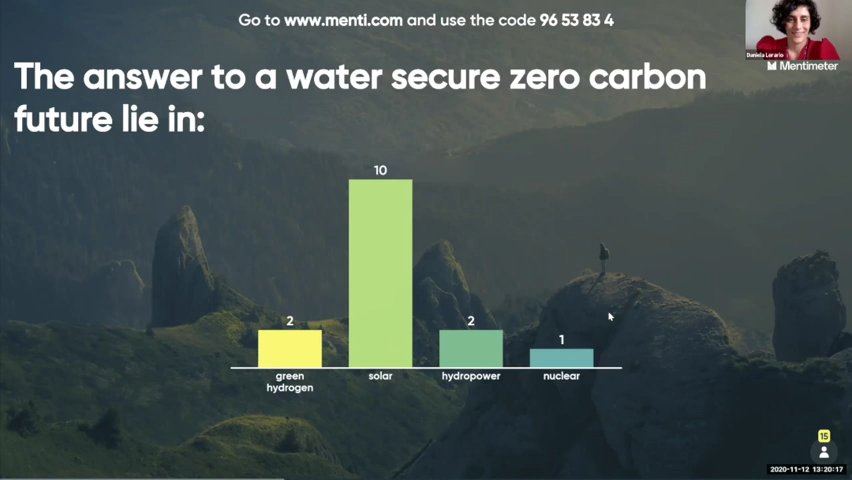 Go to www.menti.com and use the code 96 53 83 4
Daniela Lerario
Mentimeter
The answer to a water secure zero carbon
future lie in:
10
2
2
1
green
hydrogen
solar
hydropower
nuclear
15
2020-11-12 13:20:17